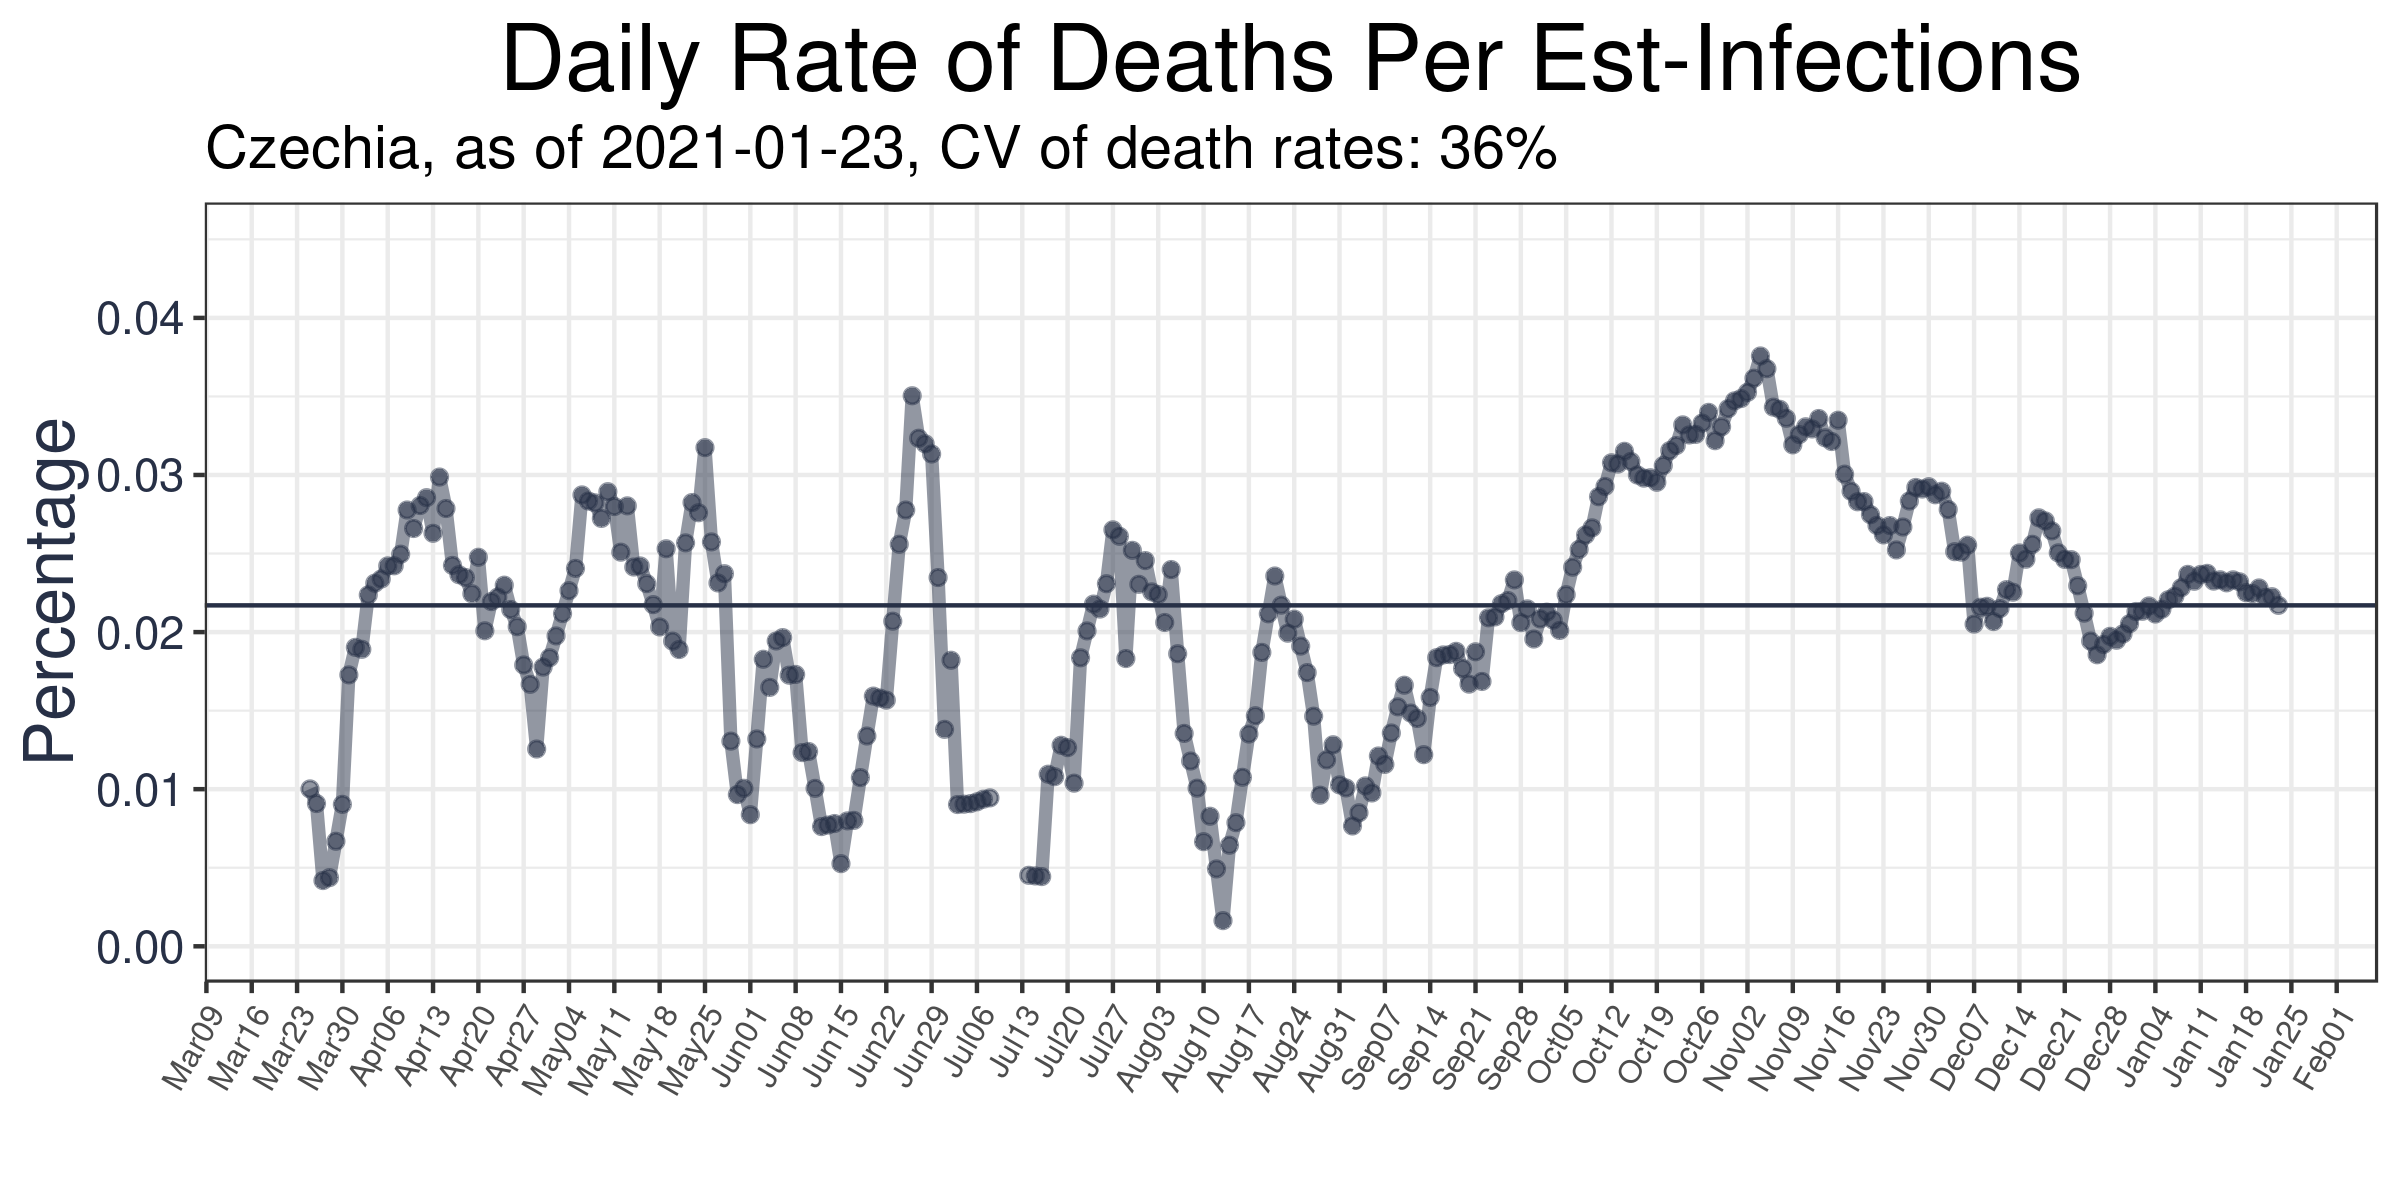 Daily Rate of Deaths Per Est-Infections
Czechia, as of 2021-01-23, CV of death rates: 36%
Percentage
0.04
0.03
0.02
0.01
0.00
Mar09 Mar16 Mar23 Mar30 Apr06 Apr13 Apr20 Apr27 May04 May11 May18 May25 Jun01 Jun08 Jun15 Jun22 Jun29 Jul06 Jul13 Jul20 Jul27 Aug03 Aug10 Aug17 Aug24 Aug31 Sep07 Sep14 Sep21 Sep28 Oct05 Oct12 Oct19 Oct26 Nov02 Nov09 Nov16 Nov23 Nov30 Dec07 Dec14 Dec21 Dec28 Jan04 Jan11 Jan18 Jan25 Feb01